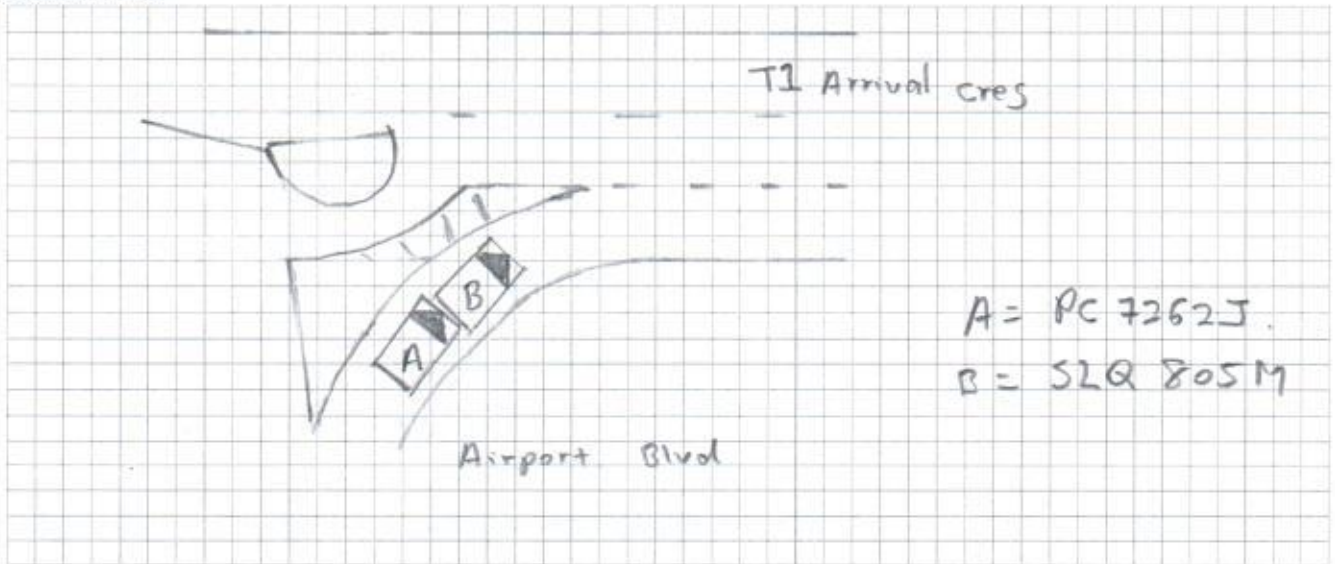 T1 Arrival cres
B
A
A = PC 7262J.
B = SLQ 805M
Airport Blvd